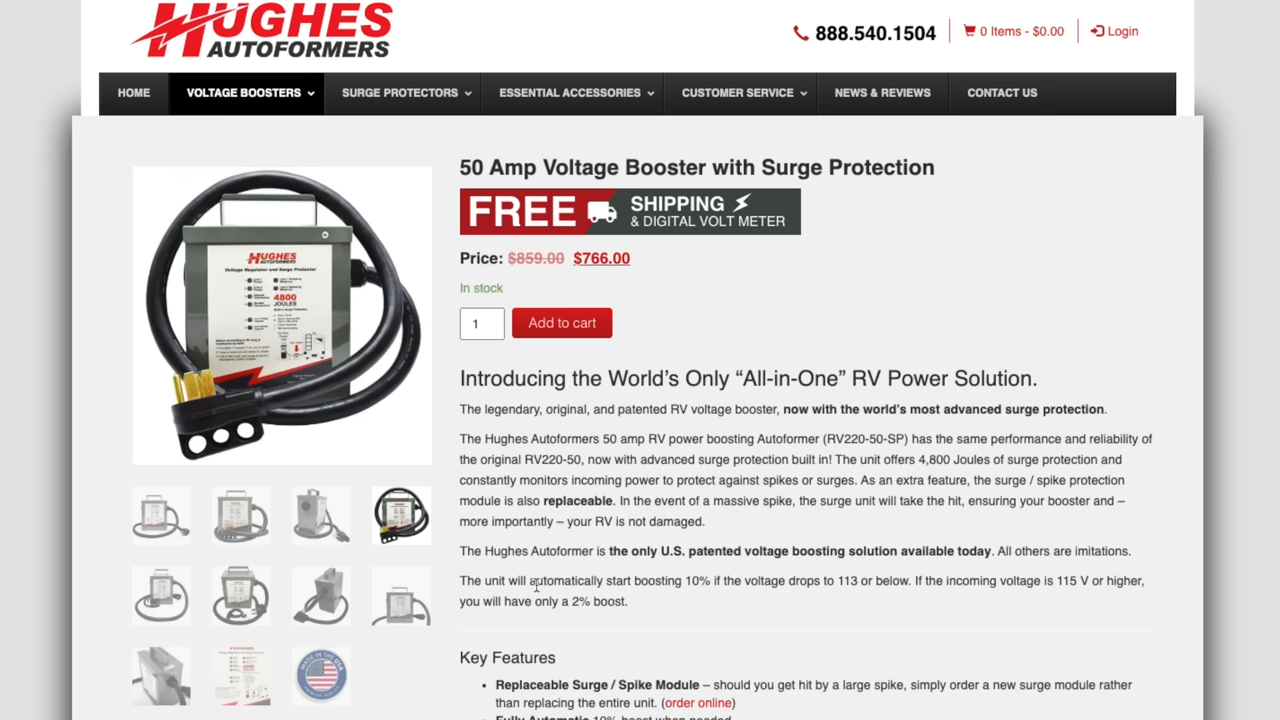 HUGHES
AUTOFORMERS
888.540.1504
0 Items - $0.00
Login
HOME
VOLTAGE BOOSTERS
SURGE PROTECTORS
ESSENTIAL ACCESSORIES
CUSTOMER SERVICE
NEWS & REVIEWS
CONTACT US
HUGHES
AUTOFORMERS
Voltage Regulator and Surge Protector
4800
JOULES
50 Amp Voltage Booster with Surge Protection
FREE SHIPPING
& DIGITAL VOLT METER
Price: $859.00 $766.00
In stock
1
Add to cart
Introducing the World’s Only “All-in-One” RV Power Solution.
The legendary, original, and patented RV voltage booster, now with the world’s most advanced surge protection.
The Hughes Autoformers 50 amp RV power boosting Autoformer (RV220-50-SP) has the same performance and reliability of
the original RV220-50, now with advanced surge protection built in! The unit offers 4,800 Joules of surge protection and
constantly monitors incoming power to protect against spikes or surges. As an extra feature, the surge / spike protection
module is also replaceable. In the event of a massive spike, the surge unit will take the hit, ensuring your booster and –
more importantly – your RV is not damaged.
The Hughes Autoformer is the only U.S. patented voltage boosting solution available today. All others are imitations.
The unit will automatically start boosting 10% if the voltage drops to 113 or below. If the incoming voltage is 115 V or higher,
you will have only a 2% boost.
Key Features
• Replaceable Surge / Spike Module – should you get hit by a large spike, simply order a new surge module rather
than replacing the entire unit. (order online)
• Fully Automatic 10% boost when needed